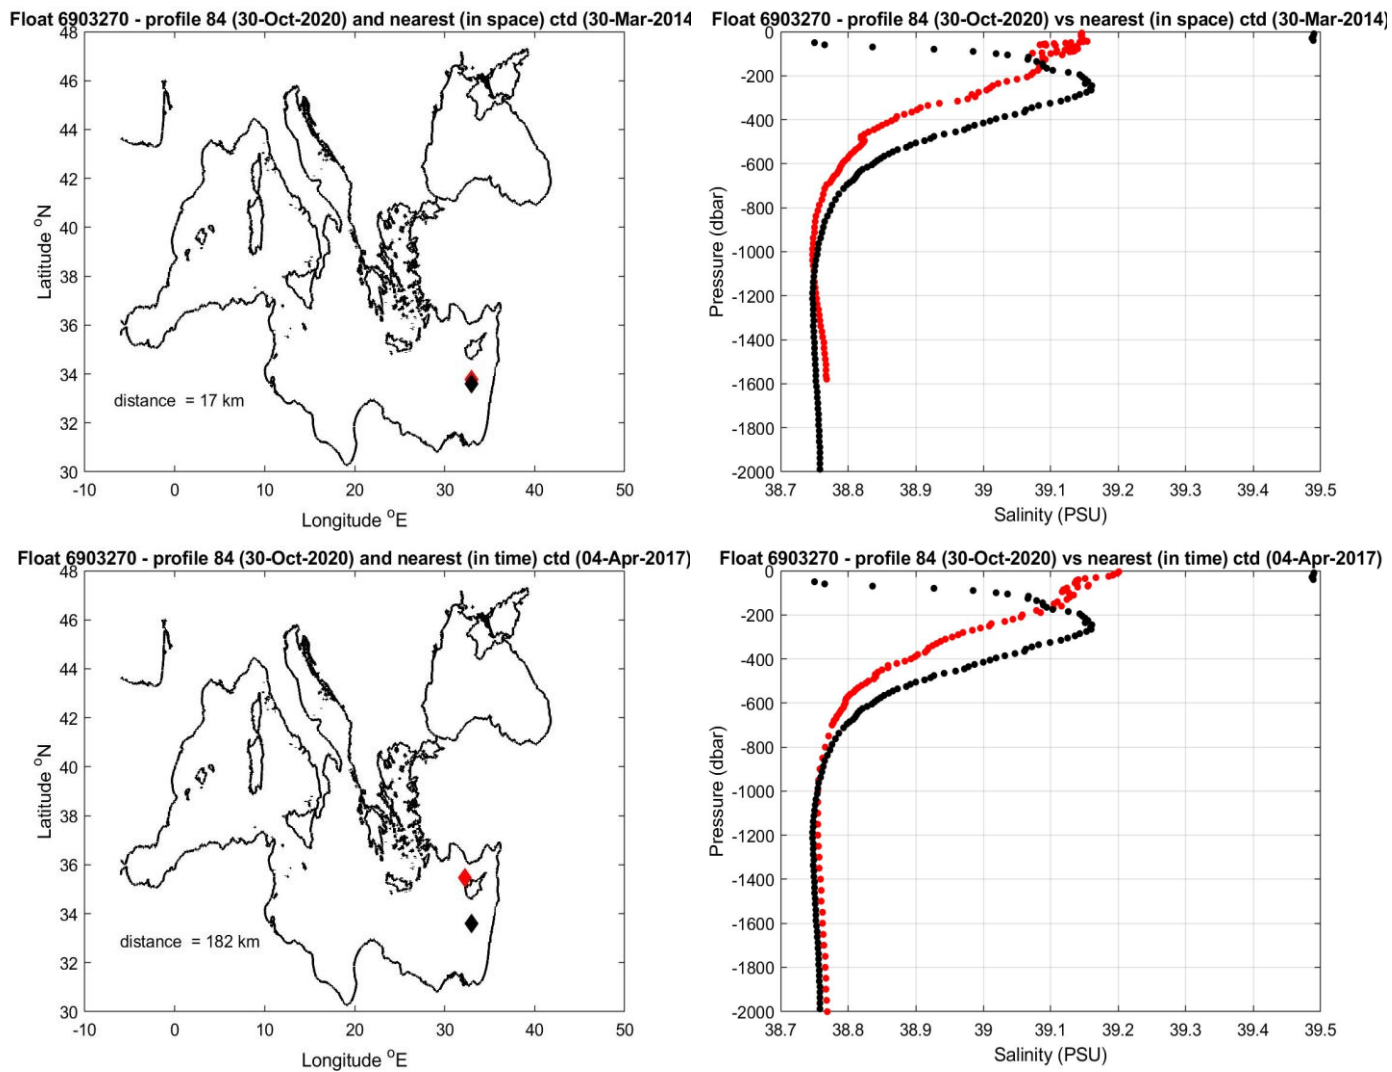 Float 6903270 - profile 84 (30-Oct-2020) and nearest (in space) ctd (30-Mar-2014
48
46
44
42
40
38
36
34
32
30
Latitude °N
distance = 17 km
-10 0 10 20 30 40 50
Longitude °E
Float 6903270 - profile 84 (30-Oct-2020) vs nearest (in space) ctd (30-Mar-2014)
0
-200
-400
-600
-800
-1000
-1200
-1400
-1600
-1800
-2000
Pressure (dbar)
38.7 38.8 38.9 39 39.1 39.2 39.3 39.4 39.5
Salinity (PSU)
Float 6903270 - profile 84 (30-Oct-2020) and nearest (in time) ctd (04-Apr-2017)
48
46
44
42
40
38
36
34
32
30
Latitude °N
distance = 182 km
-10 0 10 20 30 40 50
Longitude °E
Float 6903270 - profile 84 (30-Oct-2020) vs nearest (in time) ctd (04-Apr-2017)
0
-200
-400
-600
-800
-1000
-1200
-1400
-1600
-1800
-2000
Pressure (dbar)
38.7 38.8 38.9 39 39.1 39.2 39.3 39.4 39.5
Salinity (PSU)